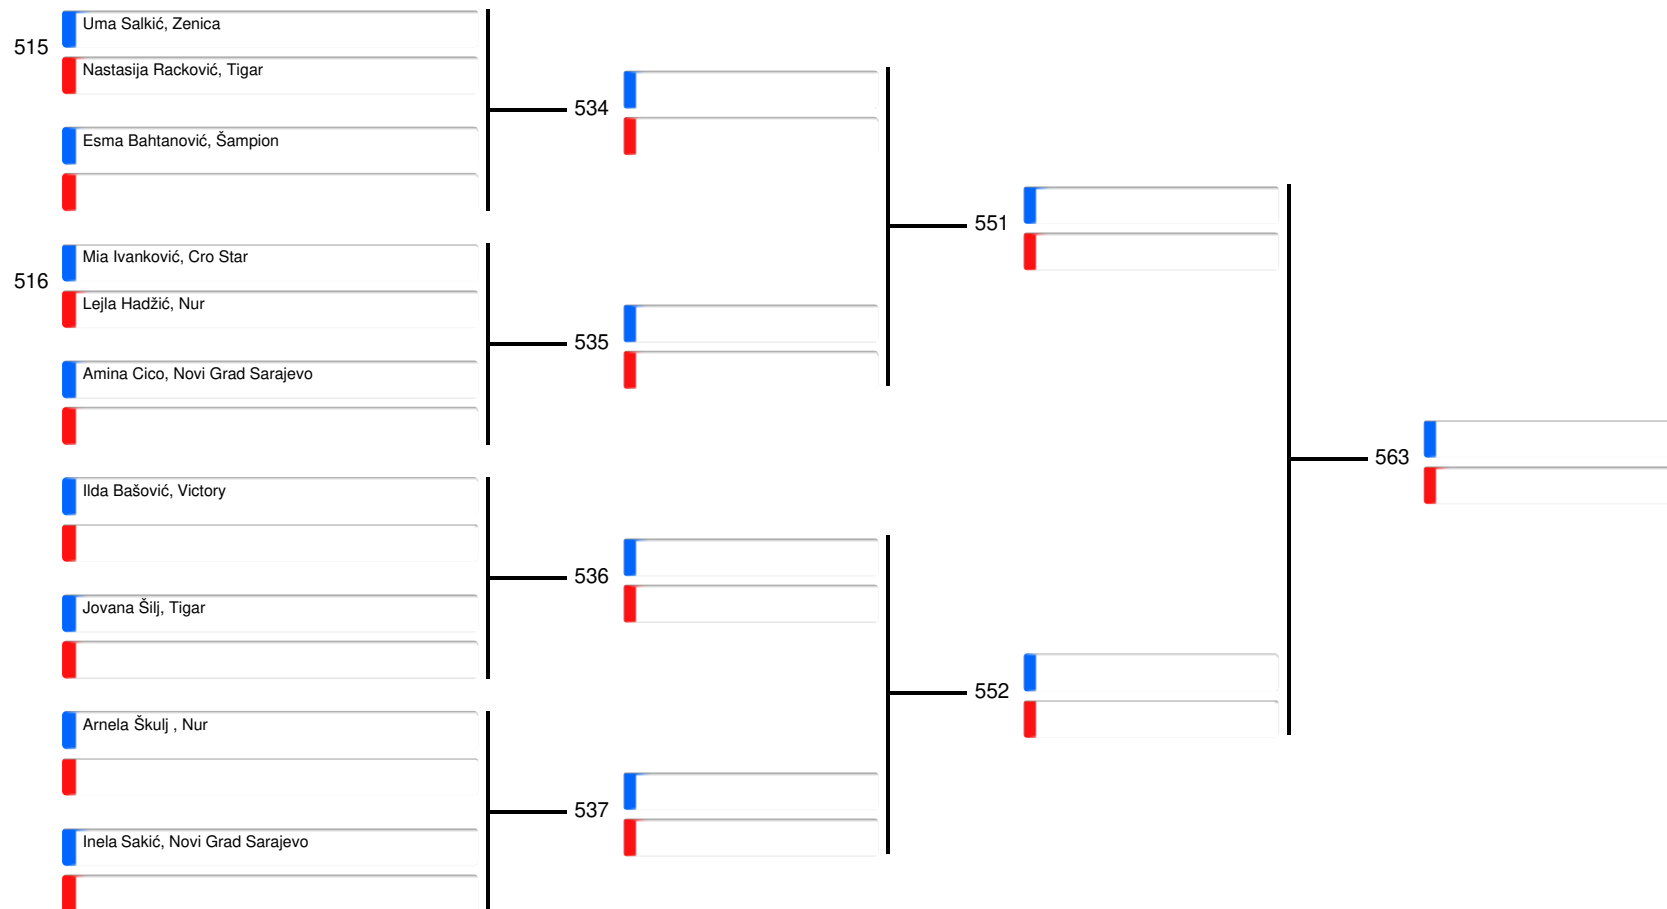 515
Uma Salkić, Zenica
Nastasija Racković, Tigar
Esma Bahtanović, Šampion
516
Mia Ivanković, Cro Star
Lejla Hadžić, Nur
Amina Cico, Novi Grad Sarajevo
Ilda Bašović, Victory
Jovana Šilj, Tigar
Arnela Škulj , Nur
Inela Sakić, Novi Grad Sarajevo
534
535
536
537
551
552
563